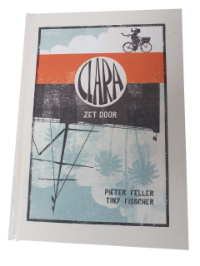 CLARA
ZET DOOR
PIETER FELLER
TINY FISSCHER